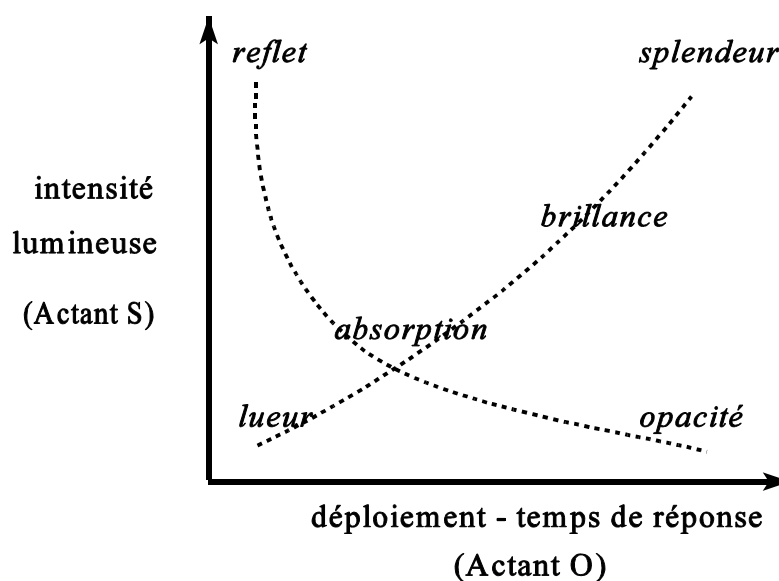 reflet
splendeur
intensité
lumineuse
(Actant S)
brillance
absorption
lueur
opacité
déploiement - temps de réponse
(Actant O)